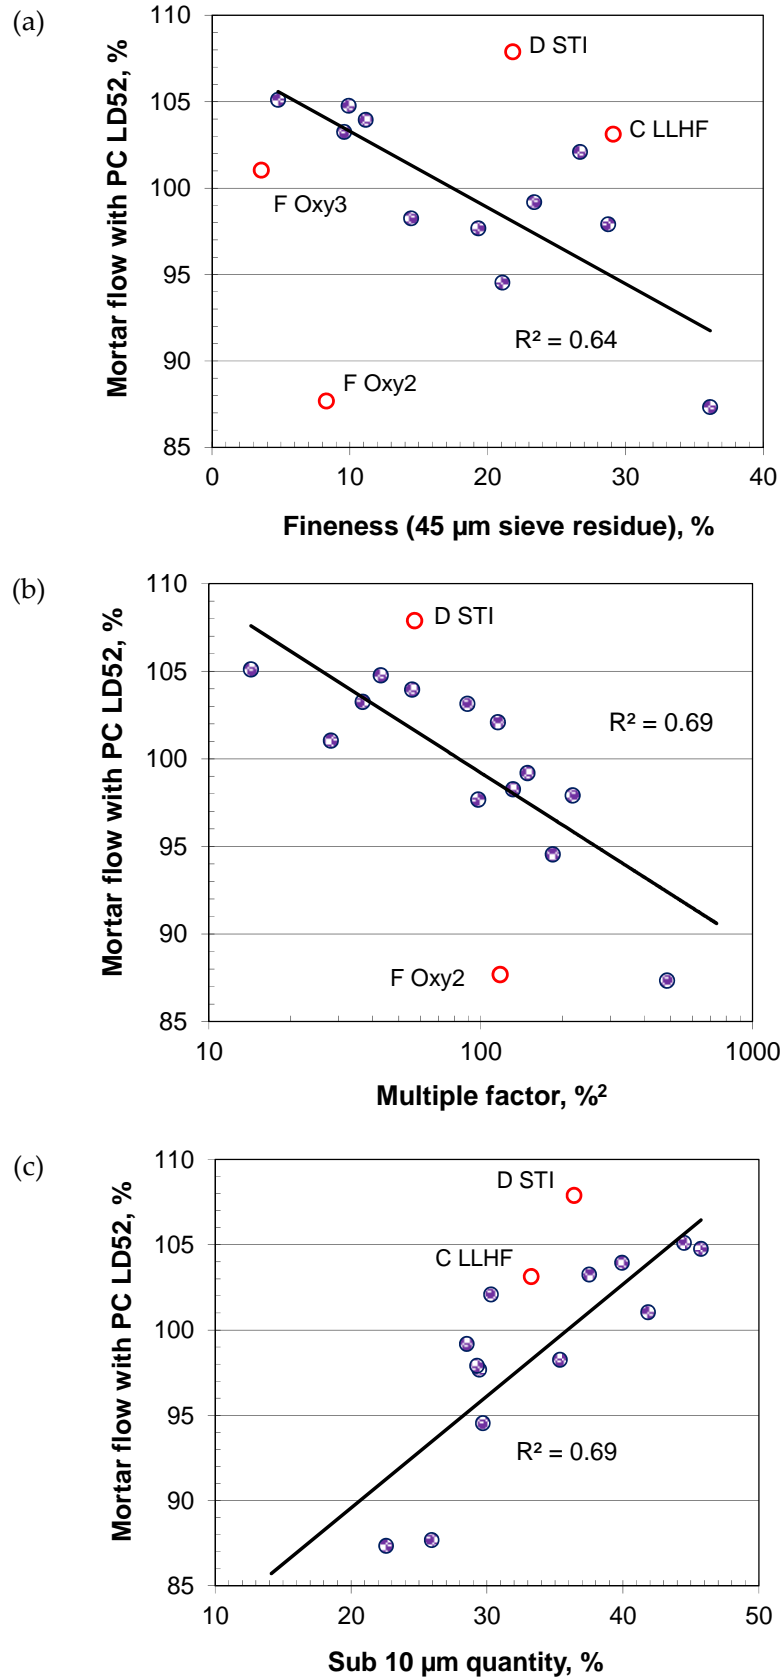 (a)
Mortar flow with PC LD52, %
110
105
100
95
90
85
D STI
C LLHF
F Oxy3
R² = 0.64
F Oxy2
0
10
20
30
40
Fineness (45 µm sieve residue), %
(b)
Mortar flow with PC LD52, %
110
105
100
95
90
85
D STI
R² = 0.69
F Oxy2
10
100
1000
Multiple factor, %²
(c)
Mortar flow with PC LD52, %
110
105
100
95
90
85
D STI
C LLHF
R² = 0.69
10
20
30
40
50
Sub 10 µm quantity, %